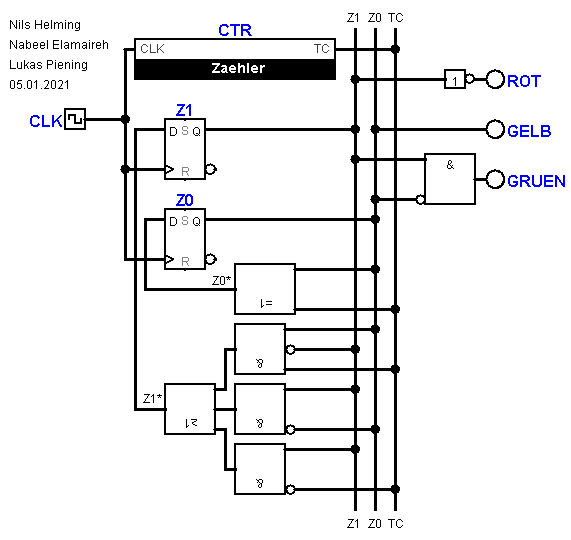 Nils Helming
Nabeel Elamaireh
Lukas Piening
05.01.2021
CTR
CLK TC
Zaehler
CLK
Z1 Z0 TC
1 ROT
GELB
& GRUEN
Z1
D S Q
R
Z0
D S Q
R
Z0*
=1
&
Z1*
≥1
&
&
Z1 Z0 TC